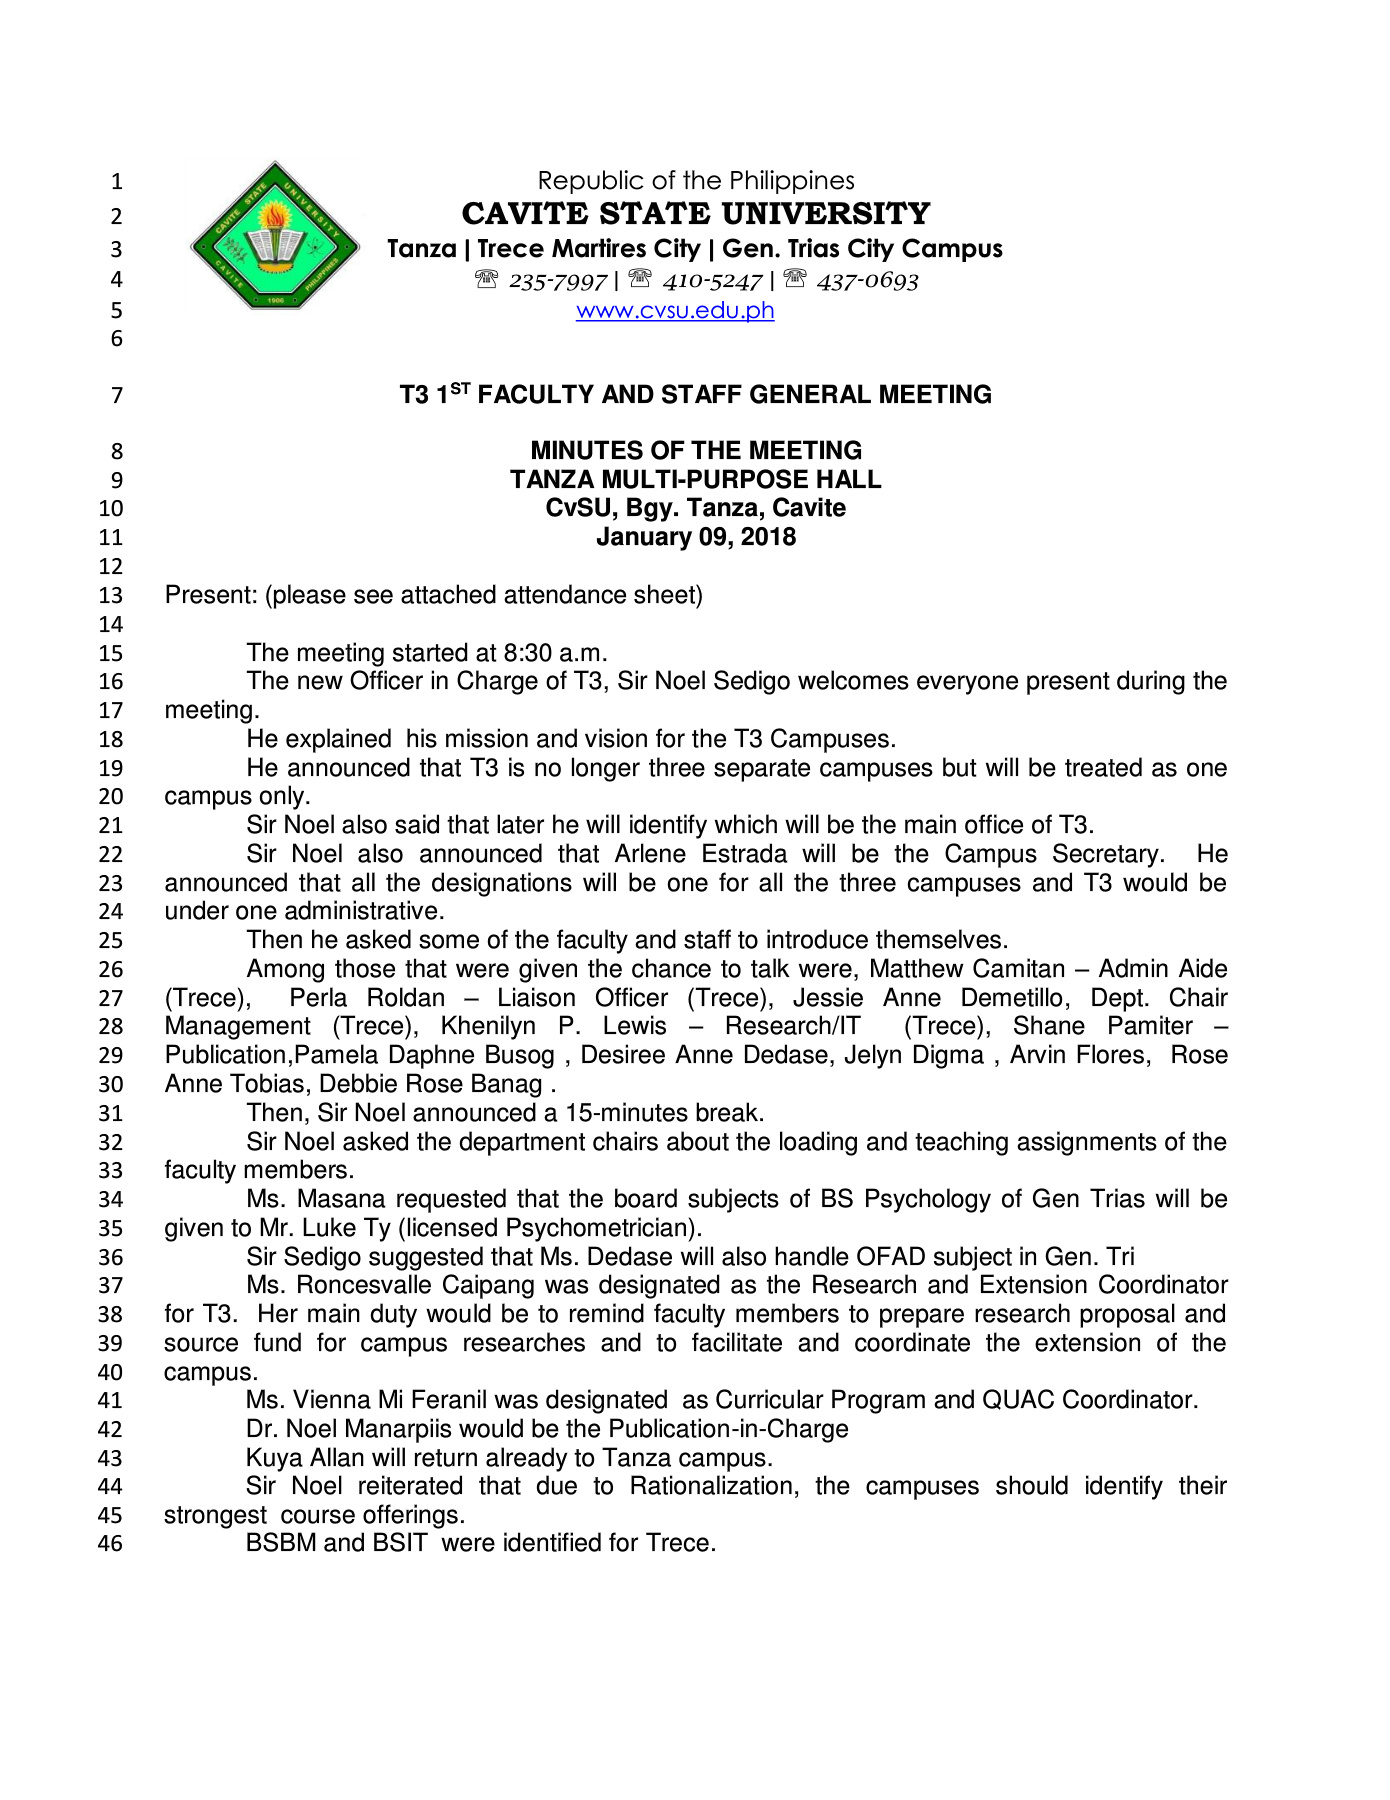 1 Republic of the Philippines
2 CAVITE STATE UNIVERSITY
3 Tanza | Trece Martires City | Gen. Trias City Campus
4 ☏ 235-7997 | ☏ 410-5247 | ☏ 437-0693
5 www.cvsu.edu.ph
6
CAVITE STATE UNIVERSITY
CAVITE PHILIPPINES
1906
7 T3 1ST FACULTY AND STAFF GENERAL MEETING
8 MINUTES OF THE MEETING
9 TANZA MULTI-PURPOSE HALL
10 CvSU, Bgy. Tanza, Cavite
11 January 09, 2018
12
13 Present: (please see attached attendance sheet)
14
15 The meeting started at 8:30 a.m.
16 The new Officer in Charge of T3, Sir Noel Sedigo welcomes everyone present during the
17 meeting.
18 He explained  his mission and vision for the T3 Campuses.
19 He announced that T3 is no longer three separate campuses but will be treated as one
20 campus only.
21 Sir Noel also said that later he will identify which will be the main office of T3.
22 Sir Noel also announced that Arlene Estrada will be the Campus Secretary.  He
23 announced that all the designations will be one for all the three campuses and T3 would be
24 under one administrative.
25 Then he asked some of the faculty and staff to introduce themselves.
26 Among those that were given the chance to talk were, Matthew Camitan – Admin Aide
27 (Trece),  Perla Roldan – Liaison Officer (Trece), Jessie Anne Demetillo, Dept. Chair
28 Management (Trece), Khenilyn P. Lewis – Research/IT  (Trece), Shane Pamiter –
29 Publication,Pamela Daphne Busog , Desiree Anne Dedase, Jelyn Digma , Arvin Flores,  Rose
30 Anne Tobias, Debbie Rose Banag .
31 Then, Sir Noel announced a 15-minutes break.
32 Sir Noel asked the department chairs about the loading and teaching assignments of the
33 faculty members.
34 Ms. Masana requested that the board subjects of BS Psychology of Gen Trias will be
35 given to Mr. Luke Ty (licensed Psychometrician).
36 Sir Sedigo suggested that Ms. Dedase will also handle OFAD subject in Gen. Tri
37 Ms. Roncesvalle Caipang was designated as the Research and Extension Coordinator
38 for T3.  Her main duty would be to remind faculty members to prepare research proposal and
39 source fund for campus researches and to facilitate and coordinate the extension of the
40 campus.
41 Ms. Vienna Mi Feranil was designated  as Curricular Program and QUAC Coordinator.
42 Dr. Noel Manarpiis would be the Publication-in-Charge
43 Kuya Allan will return already to Tanza campus.
44 Sir Noel reiterated that due to Rationalization, the campuses should identify their
45 strongest  course offerings.
46 BSBM and BSIT  were identified for Trece.